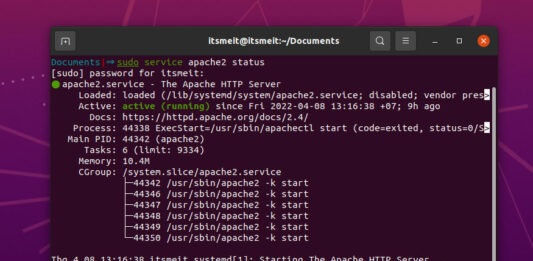 itsmeit@itsmeit:~/Documents
Documents|⇒ sudo service apache2 status
[sudo] password for itsmeit:
● apache2.service - The Apache HTTP Server
Loaded: loaded (/lib/systemd/system/apache2.service; disabled; vendor pres>
Active: active (running) since Fri 2022-04-08 13:16:38 +07; 9h ago
Docs: https://httpd.apache.org/docs/2.4/
Process: 44338 ExecStart=/usr/sbin/apachectl start (code=exited, status=0/S>
Main PID: 44342 (apache2)
Tasks: 6 (limit: 9334)
Memory: 10.4M
CGroup: /system.slice/apache2.service
├─44342 /usr/sbin/apache2 -k start
├─44346 /usr/sbin/apache2 -k start
├─44347 /usr/sbin/apache2 -k start
├─44348 /usr/sbin/apache2 -k start
├─44349 /usr/sbin/apache2 -k start
└─44350 /usr/sbin/apache2 -k start
Thg 4 08 13:16:38 itsmeit systemd[1]: Starting The Apache HTTP Server